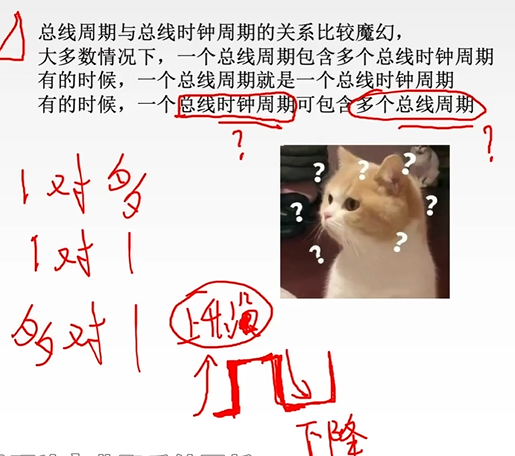 总线周期与总线时钟周期的关系比较魔幻,
大多数情况下，一个总线周期包含多个总线时钟周期
有的时候，一个总线周期就是一个总线时钟周期
有的时候，一个总线时钟周期可包含多个总线周期
?
?
? ? ? ? ? ? ?
1对多
1对1
多对1
上升沿
下降